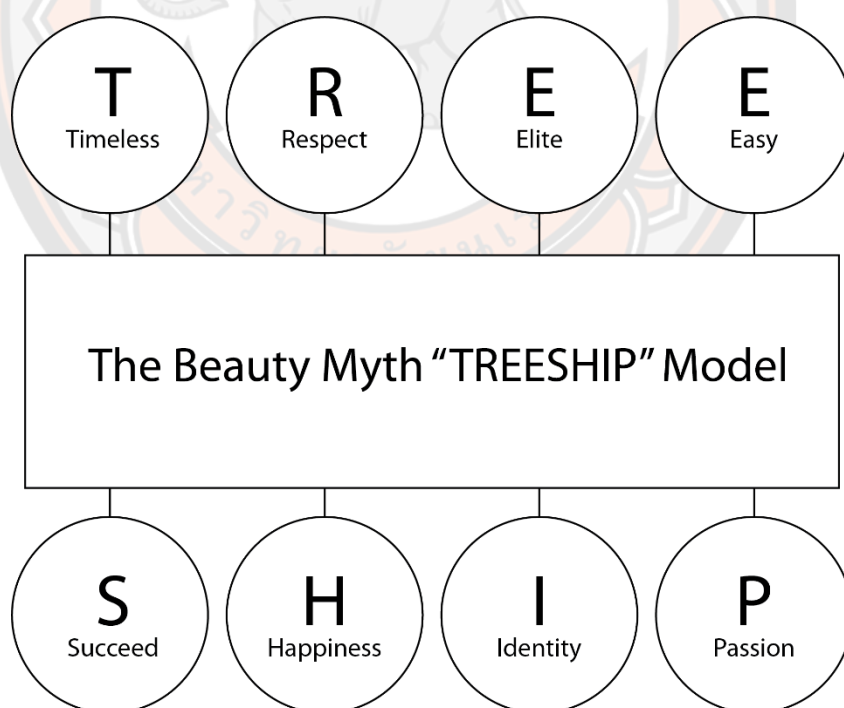 T
Timeless
R
Respect
E
Elite
E
Easy
The Beauty Myth “TREESHIP” Model
S
Succeed
H
Happiness
I
Identity
P
Passion